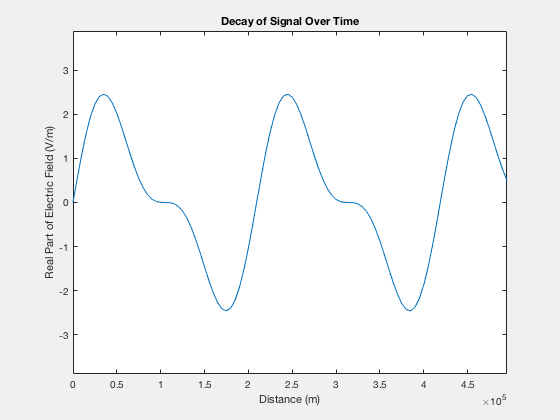 Decay of Signal Over Time
Real Part of Electric Field (V/m)
3
2
1
0
-1
-2
-3
0 0.5 1 1.5 2 2.5 3 3.5 4 4.5
Distance (m)
×10^5